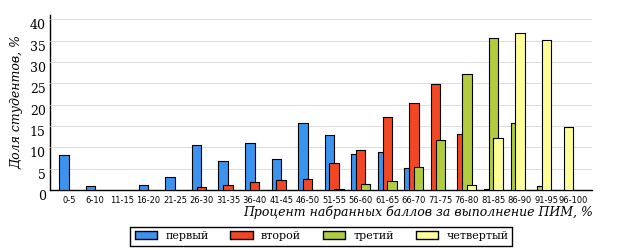 Доля студентов, %
40
35
30
25
20
15
10
5
0
0-5 6-10 11-15 16-20 21-25 26-30 31-35 36-40 41-45 46-50 51-55 56-60 61-65 66-70 71-75 76-80 81-85 86-90 91-95 96-100
Процент набранных баллов за выполнение ПИМ, %
первый второй третий четвертый